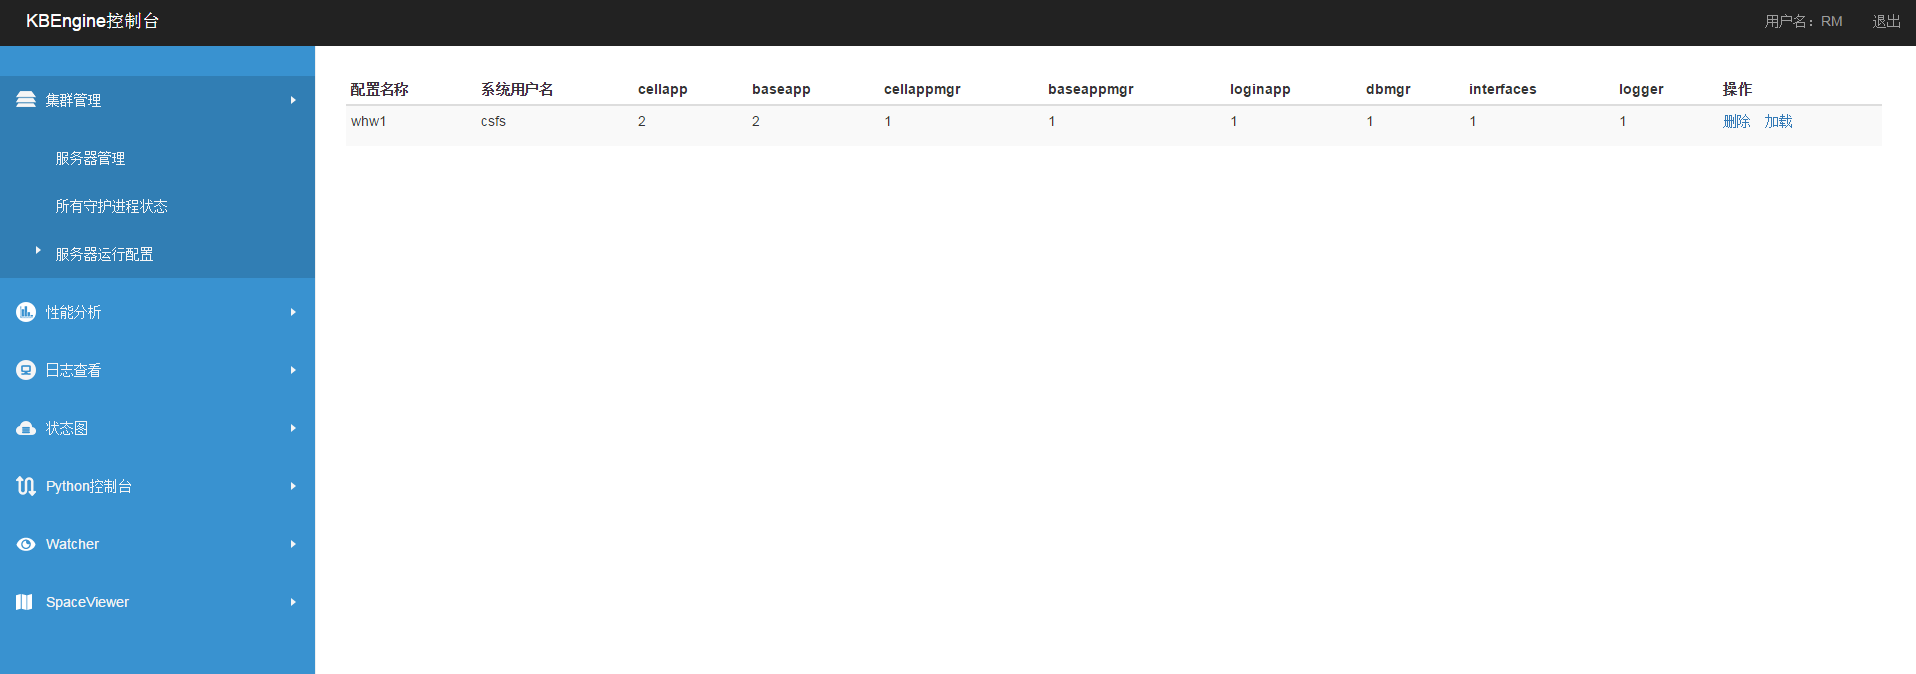 KBEngine控制台 用户名：RM 退出
集群管理
服务器管理
所有守护进程状态
服务器运行配置
性能分析
日志查看
状态图
Python控制台
Watcher
SpaceViewer
配置名称 系统用户名 cellapp baseapp cellappmgr baseappmgr loginapp dbmgr interfaces logger 操作
whw1 csfs 2 2 1 1 1 1 1 1 删除 加载